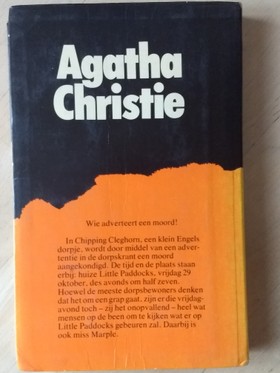 Agatha
Christie
Wie adverteert een moord!
In Chipping Cleghorn, een klein Engels
dorpje, wordt door middel van een adver-
tentie in de dorpskrant een moord
aangekondigd. De tijd en de plaats staan
erbij: huize Little Paddocks, vrijdag 29
oktober, des avonds om half zeven.
Hoewel de meeste dorpsbewoners denken
dat het om een grap gaat, zijn er die vrijdag-
avond toch – zij het onopvallend – heel wat
mensen op de been om te kijken wat er op
Little Paddocks gebeuren zal. Daarbij is
ook miss Marple.